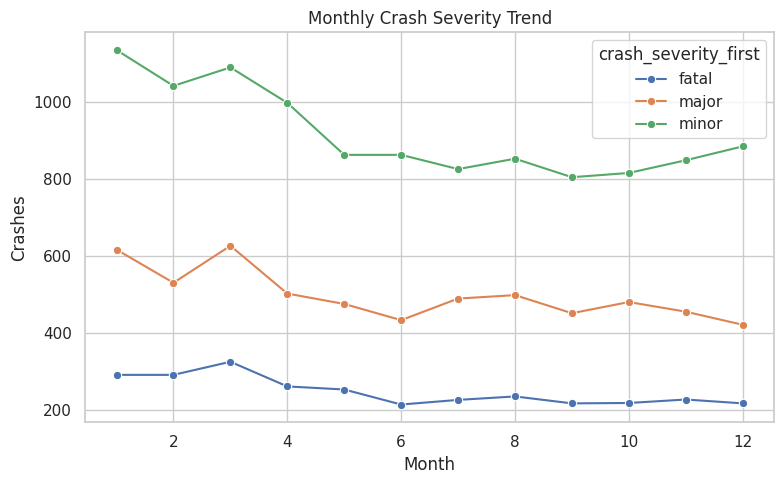 Monthly Crash Severity Trend
crash_severity_first
fatal
major
minor
Crashes
1000
800
600
400
200
2 4 6 8 10 12
Month